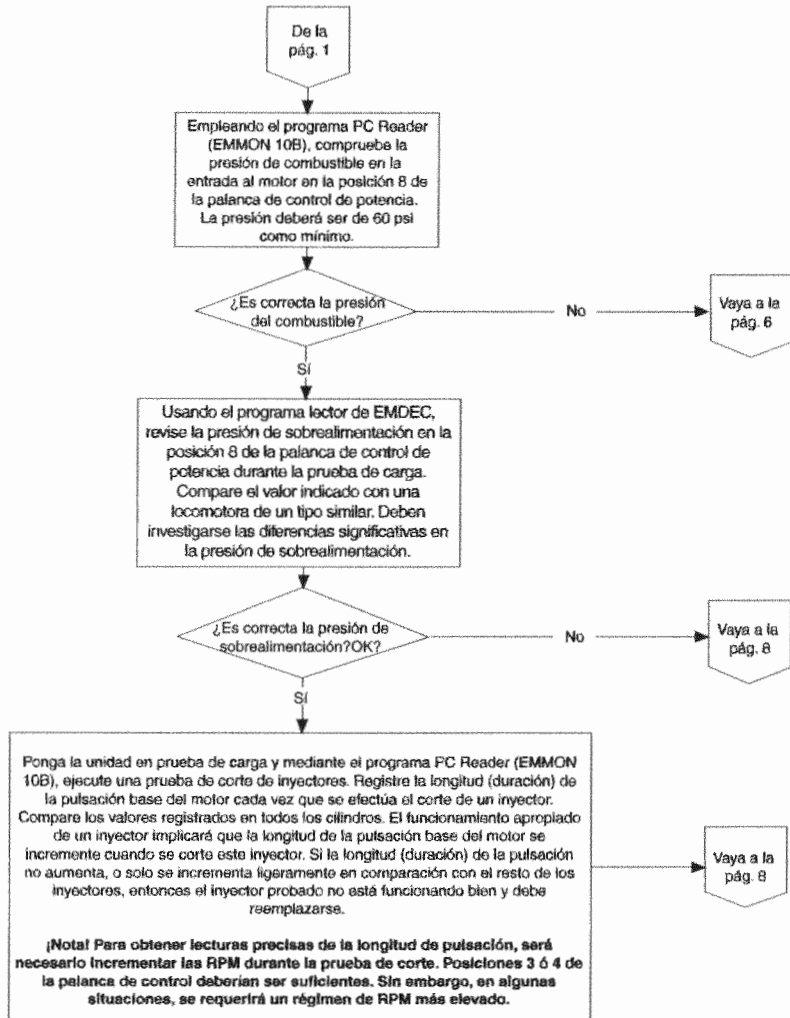 De la
pág. 1
Empleando el programa PC Reader
(EMMON 10B), compruebe la
presión de combustible en la
entrada al motor en la posición 8 de
la palanca de control de potencia.
La presión deberá ser de 60 psi
como mínimo.
¿Es correcta la presión
del combustible?
No
Vaya a la
pág. 6
Sí
Usando el programa lector de EMDEC,
revise la presión de sobrealimentación en la
posición 8 de la palanca de control de
potencia durante la prueba de carga.
Compare el valor indicado con una
locomotora de un tipo similar. Deben
investigarse las diferencias significativas en
la presión de sobrealimentación.
¿Es correcta la presión de
sobrealimentación?OK?
No
Vaya a la
pág. 8
Sí
Ponga la unidad en prueba de carga y mediante el programa PC Reader (EMMON
10B), ejecute una prueba de corte de inyectores. Registre la longitud (duración) de
la pulsación base del motor cada vez que se efectúa el corte de un inyector.
Compare los valores registrados en todos los cilindros. El funcionamiento apropiado
de un inyector implicará que la longitud de la pulsación base del motor se
incremente cuando se corte este inyector. Si la longitud (duración) de la pulsación
no aumenta, o solo se incrementa ligeramente en comparación con el resto de los
inyectores, entonces el inyector probado no está funcionando bien y debe
reemplazarse.
¡Nota! Para obtener lecturas precisas de la longitud de pulsación, será
necesario incrementar las RPM durante la prueba de corte. Posiciones 3 ó 4 de
la palanca de control deberían ser suficientes. Sin embargo, en algunas
situaciones, se requerirá un régimen de RPM más elevado.
Vaya a la
pág. 8